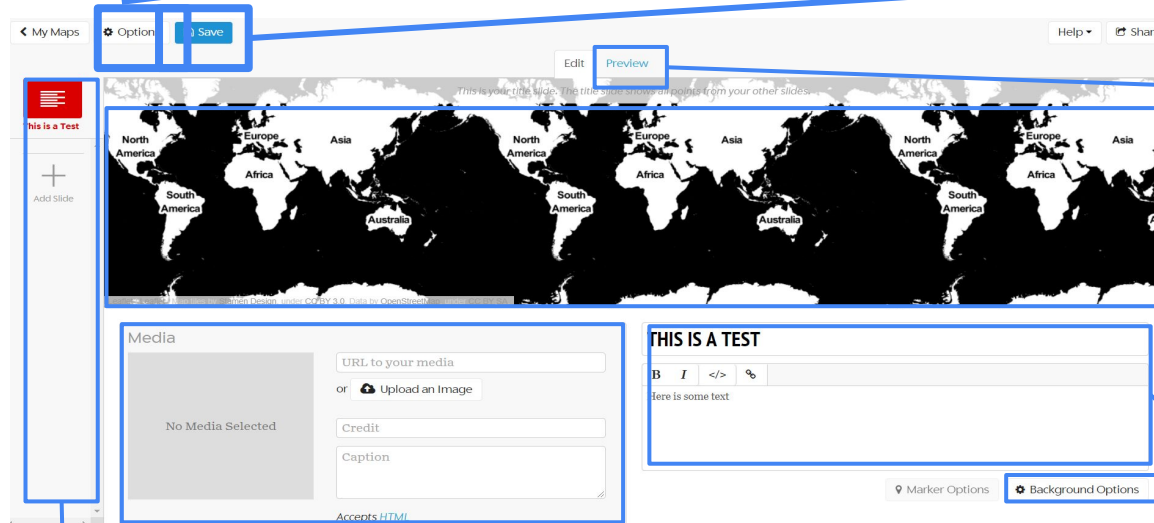 My Maps
Option
Save
Help
Shar
Edit
Preview
This is your title slide. The title slide shows all points from your other slides.
This is a Test
Add Slide
North America
Europe
Asia
Africa
South America
Australia
North America
Europe
Asia
Africa
South America
Australia
North America
Europe
Asia
Africa
South America
Design, under CC BY 3.0. Data by OpenStreetMap
Media
No Media Selected
URL to your media
or
Upload an Image
Credit
Caption
Accepts HTML
THIS IS A TEST
B I </>
Here is some text
Marker Options
Background Options